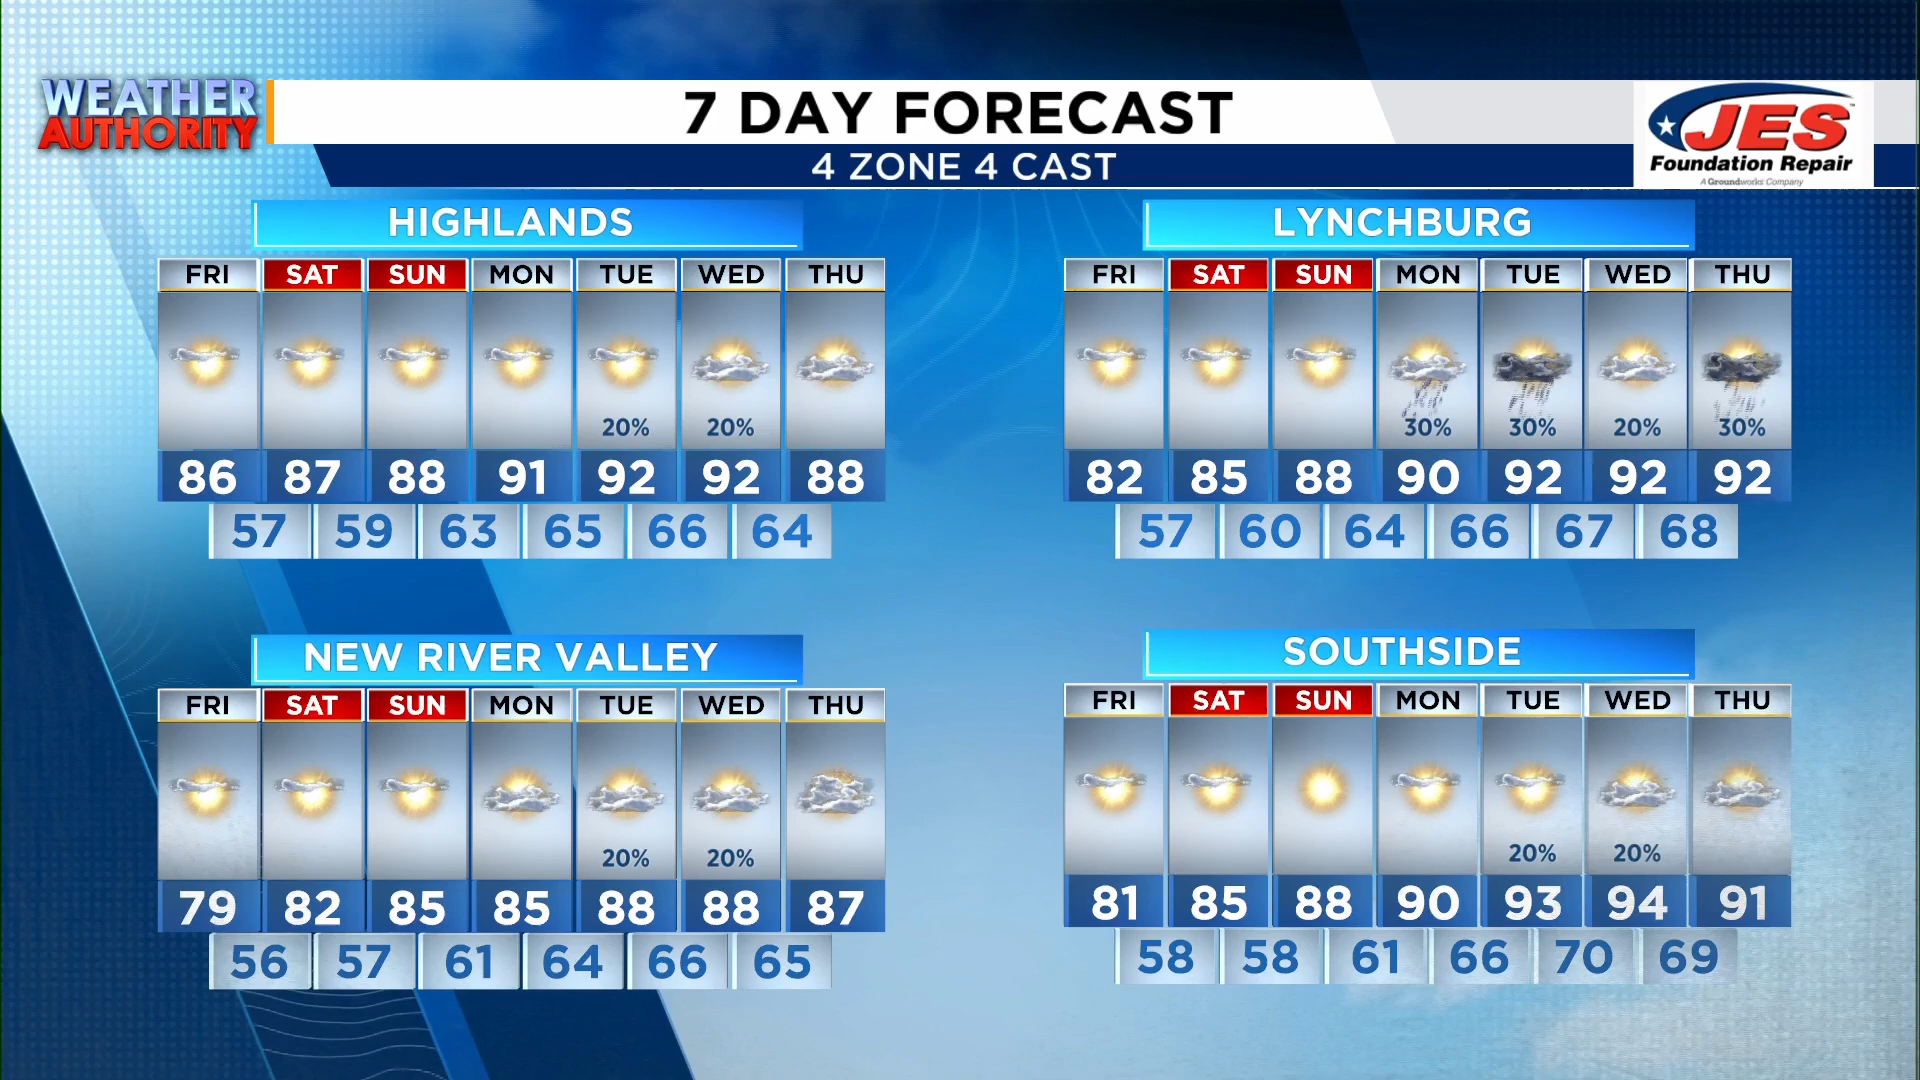 WEATHER
AUTHORITY
7 DAY FORECAST
4 ZONE 4 CAST
JES
Foundation Repair
A Groundworks Company
HIGHLANDS
FRI SAT SUN MON TUE WED THU
20% 20%
86 87 88 91 92 92 88
57 59 63 65 66 64
LYNCHBURG
FRI SAT SUN MON TUE WED THU
30% 30% 20% 30%
82 85 88 90 92 92 92
57 60 64 66 67 68
NEW RIVER VALLEY
FRI SAT SUN MON TUE WED THU
20% 20%
79 82 85 85 88 88 87
56 57 61 64 66 65
SOUTHSIDE
FRI SAT SUN MON TUE WED THU
20% 20%
81 85 88 90 93 94 91
58 58 61 66 70 69